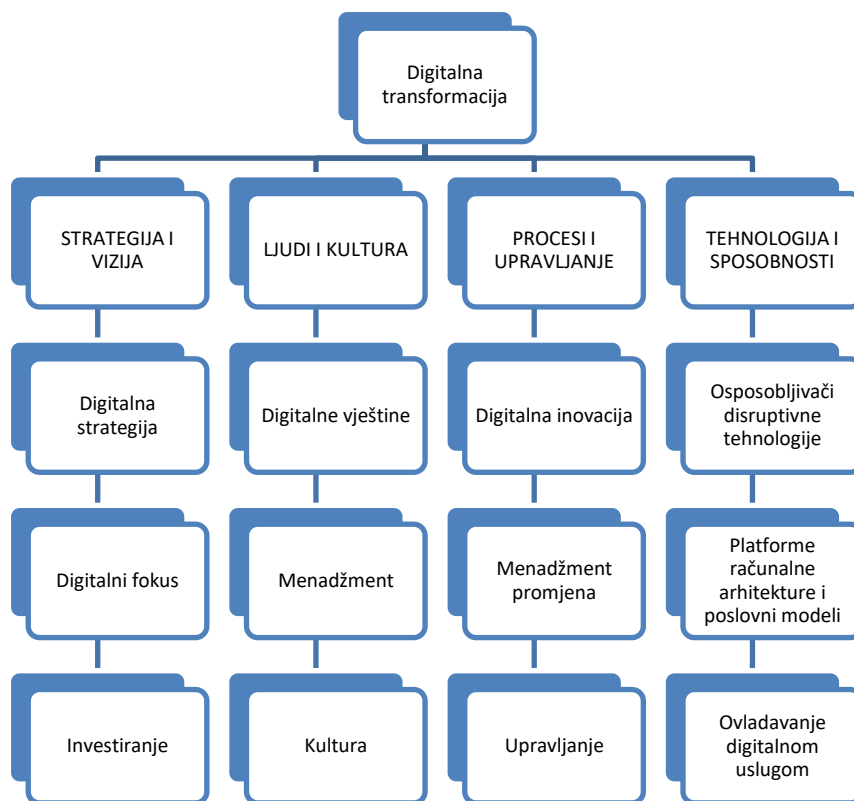 Digitalna
transformacija
STRATEGIJA I
VIZIJA
LJUDI I KULTURA
PROCESI I
UPRAVLJANJE
TEHNOLOGIJA I
SPOSOBNOSTI
Digitalna
strategija
Digitalne vještine
Digitalna inovacija
Osposobljivači
disruptivne
tehnologije
Digitalni fokus
Menadžment
Menadžment
promjena
Platforme
računalne
arhitekture i
poslovni modeli
Investiranje
Kultura
Upravljanje
Ovladavanje
digitalnom
uslugom